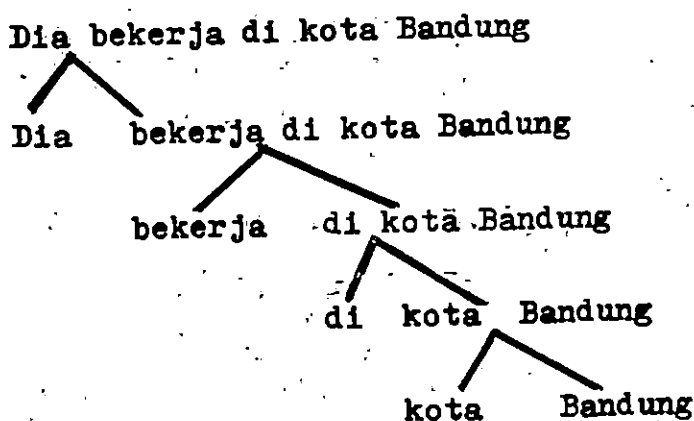 Dia bekerja di kota Bandung
Dia bekerja di kota Bandung
bekerja di kota Bandung
di kota Bandung
kota Bandung